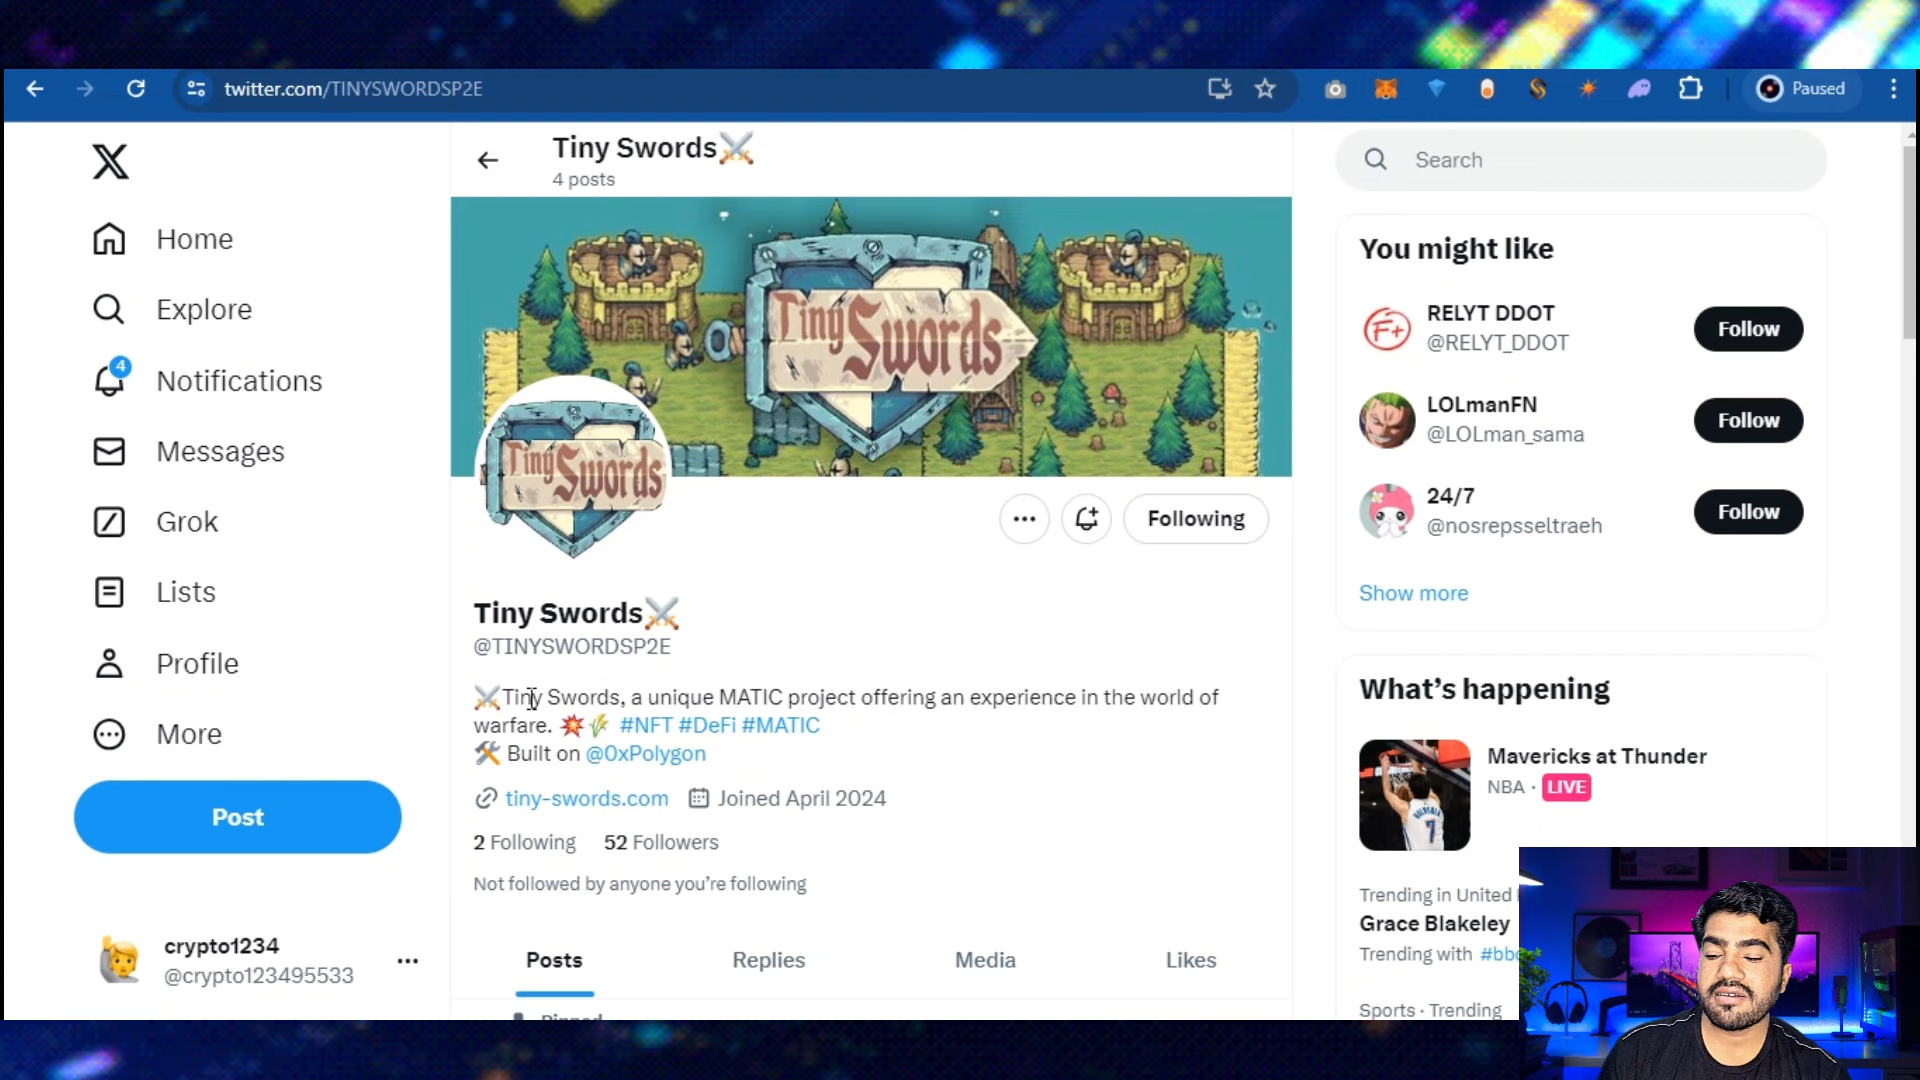 twitter.com/TINYSWORDSP2E
Paused
Tiny Swords⚔️
4 posts
Search
Home
Explore
4
Notifications
Messages
Grok
Lists
Profile
More
Post
crypto1234
@crypto123495533
Tiny Swords
Tiny Swords
Following
Tiny Swords⚔️
@TINYSWORDSP2E
⚔️Tiny Swords, a unique MATIC project offering an experience in the world of
warfare. 💥🌾 #NFT #DeFi #MATIC
🛠️ Built on @0xPolygon
tiny-swords.com Joined April 2024
2 Following 52 Followers
Not followed by anyone you're following
Posts Replies Media Likes
Pinned
You might like
F+
RELYT DDOT
@RELYT_DDOT
Follow
LOLmanFN
@LOLman_sama
Follow
24/7
@nosrepsseltraeh
Follow
Show more
What's happening
Mavericks at Thunder
NBA · LIVE
7
Trending in United
Grace Blakeley
Trending with #bbc
Sports · Trending